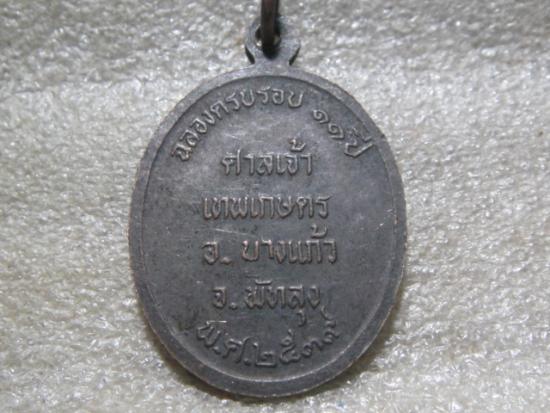 ฉลองครบรอบ ๑๑ ปี
ศาลเจ้า
เทพเกษตร
อ. บางแก้ว
จ. พัทลุง
พ.ศ.๒๕๓๙